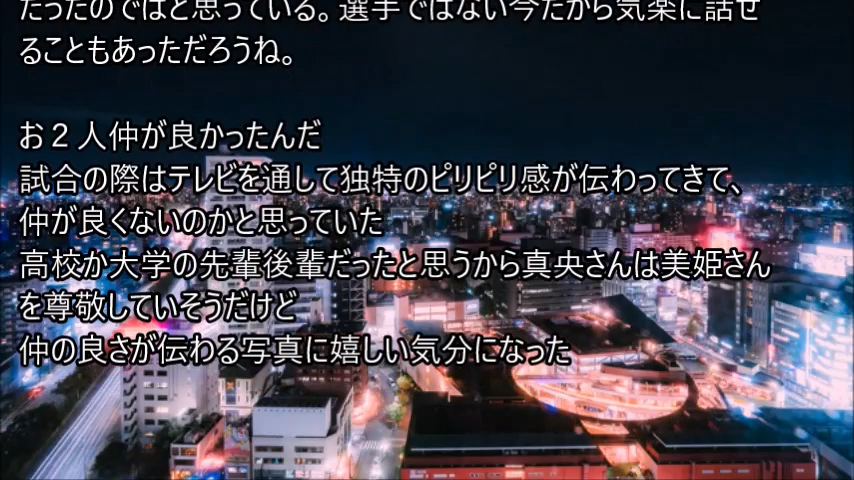 だったのではと思っている。選手ではない今だから気楽に話せ
ることもあっただろうね。
お２人仲が良かったんだ
試合の際はテレビを通して独特のピリピリ感が伝わってきて、
仲が良くないのかと思っていた
高校か大学の先輩後輩だったと思うから真央さんは美姫さん
を尊敬していそうだけど
仲の良さが伝わる写真に嬉しい気分になった